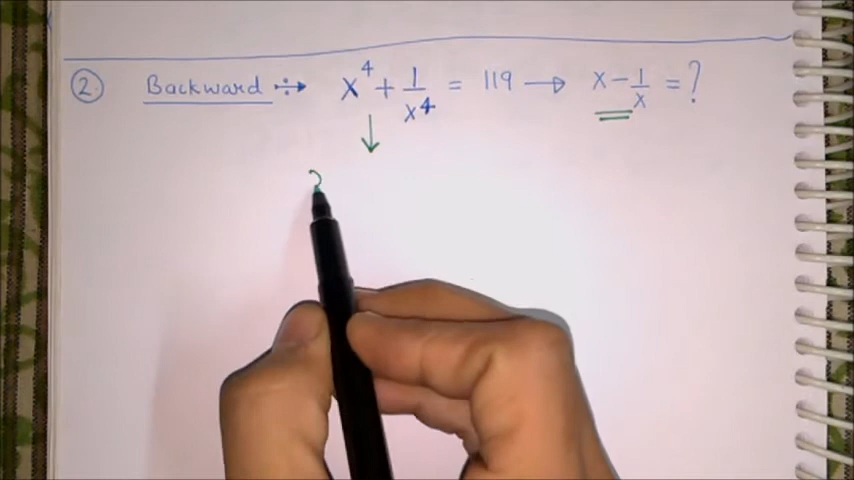 ② Backward ÷→ x⁴ + 1/x⁴ = 119 → x - 1/x = ?
↓